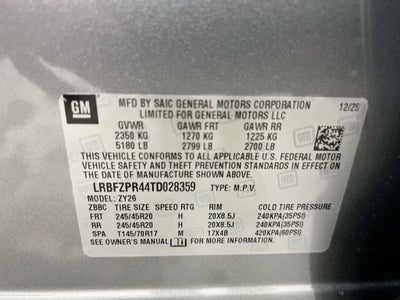 GM
MFD BY SAIC GENERAL MOTORS CORPORATION
LIMITED FOR GENERAL MOTORS LLC
12/25
GVWR GAWR FRT GAWR RR
2350 KG 1270 KG 1225 KG
5180 LB 2799 LB 2700 LB
THIS VEHICLE CONFORMS TO ALL APPLICABLE U.S. FEDERAL MOTOR
VEHICLE SAFETY AND THEFT PREVENTION STANDARDS IN EFFECT ON
THE DATE OF MANUFACTURE SHOWN ABOVE.
LRBFZPR44TD028359 TYPE: M.P.V.
MODEL: ZY26
ZBBC TIRE SIZE SPEED RTG RIM COLD TIRE PRESSURE
FRT 245/45R20 H 20X8.5J 240KPA(35PSI)
RR 245/45R20 H 20X8.5J 240KPA(35PSI)
SPA T145/70R17 M 17X4B 420KPA(60PSI)
SEE OWNER'S MANUAL FOR ADDITIONAL INFORMATION.